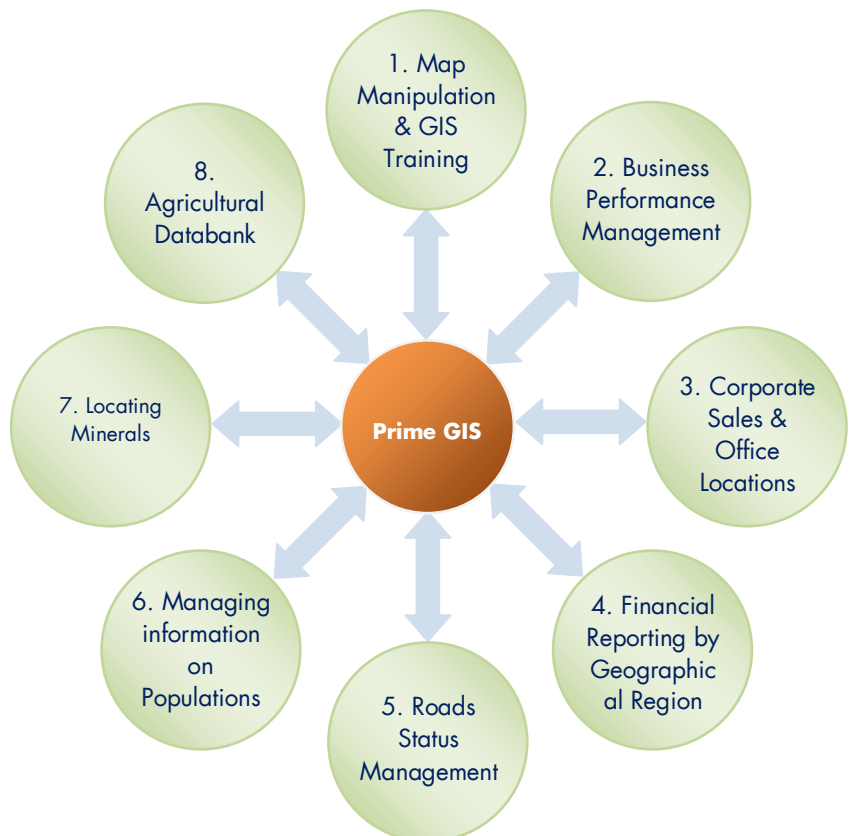 1. Map
Manipulation
& GIS
Training
2. Business
Performance
Management
3. Corporate
Sales &
Office
Locations
4. Financial
Reporting by
Geographic
al Region
5. Roads
Status
Management
6. Managing
information
on
Populations
7. Locating
Minerals
8.
Agricultural
Databank
Prime GIS